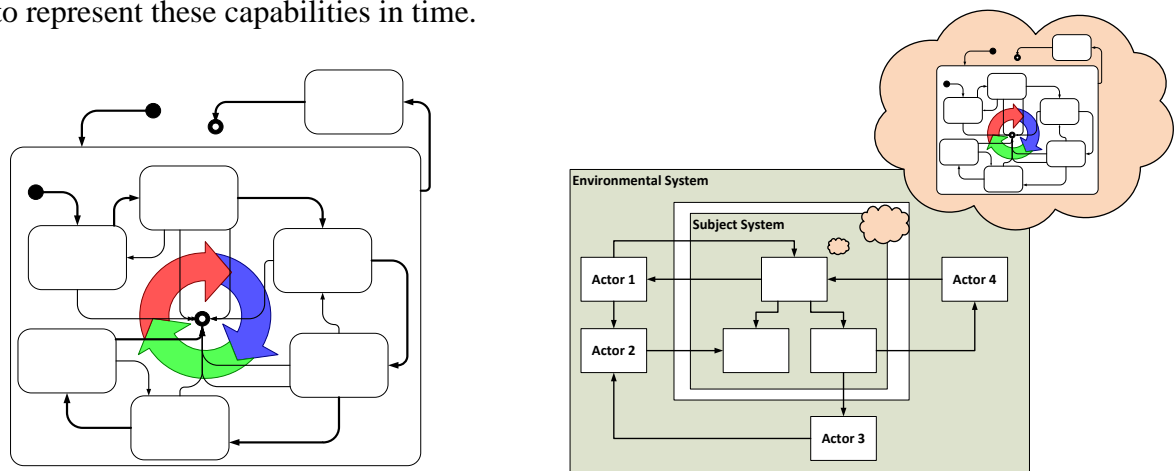 to represent these capabilities in time.
Environmental System
Subject System
Actor 1
Actor 4
Actor 2
Actor 3